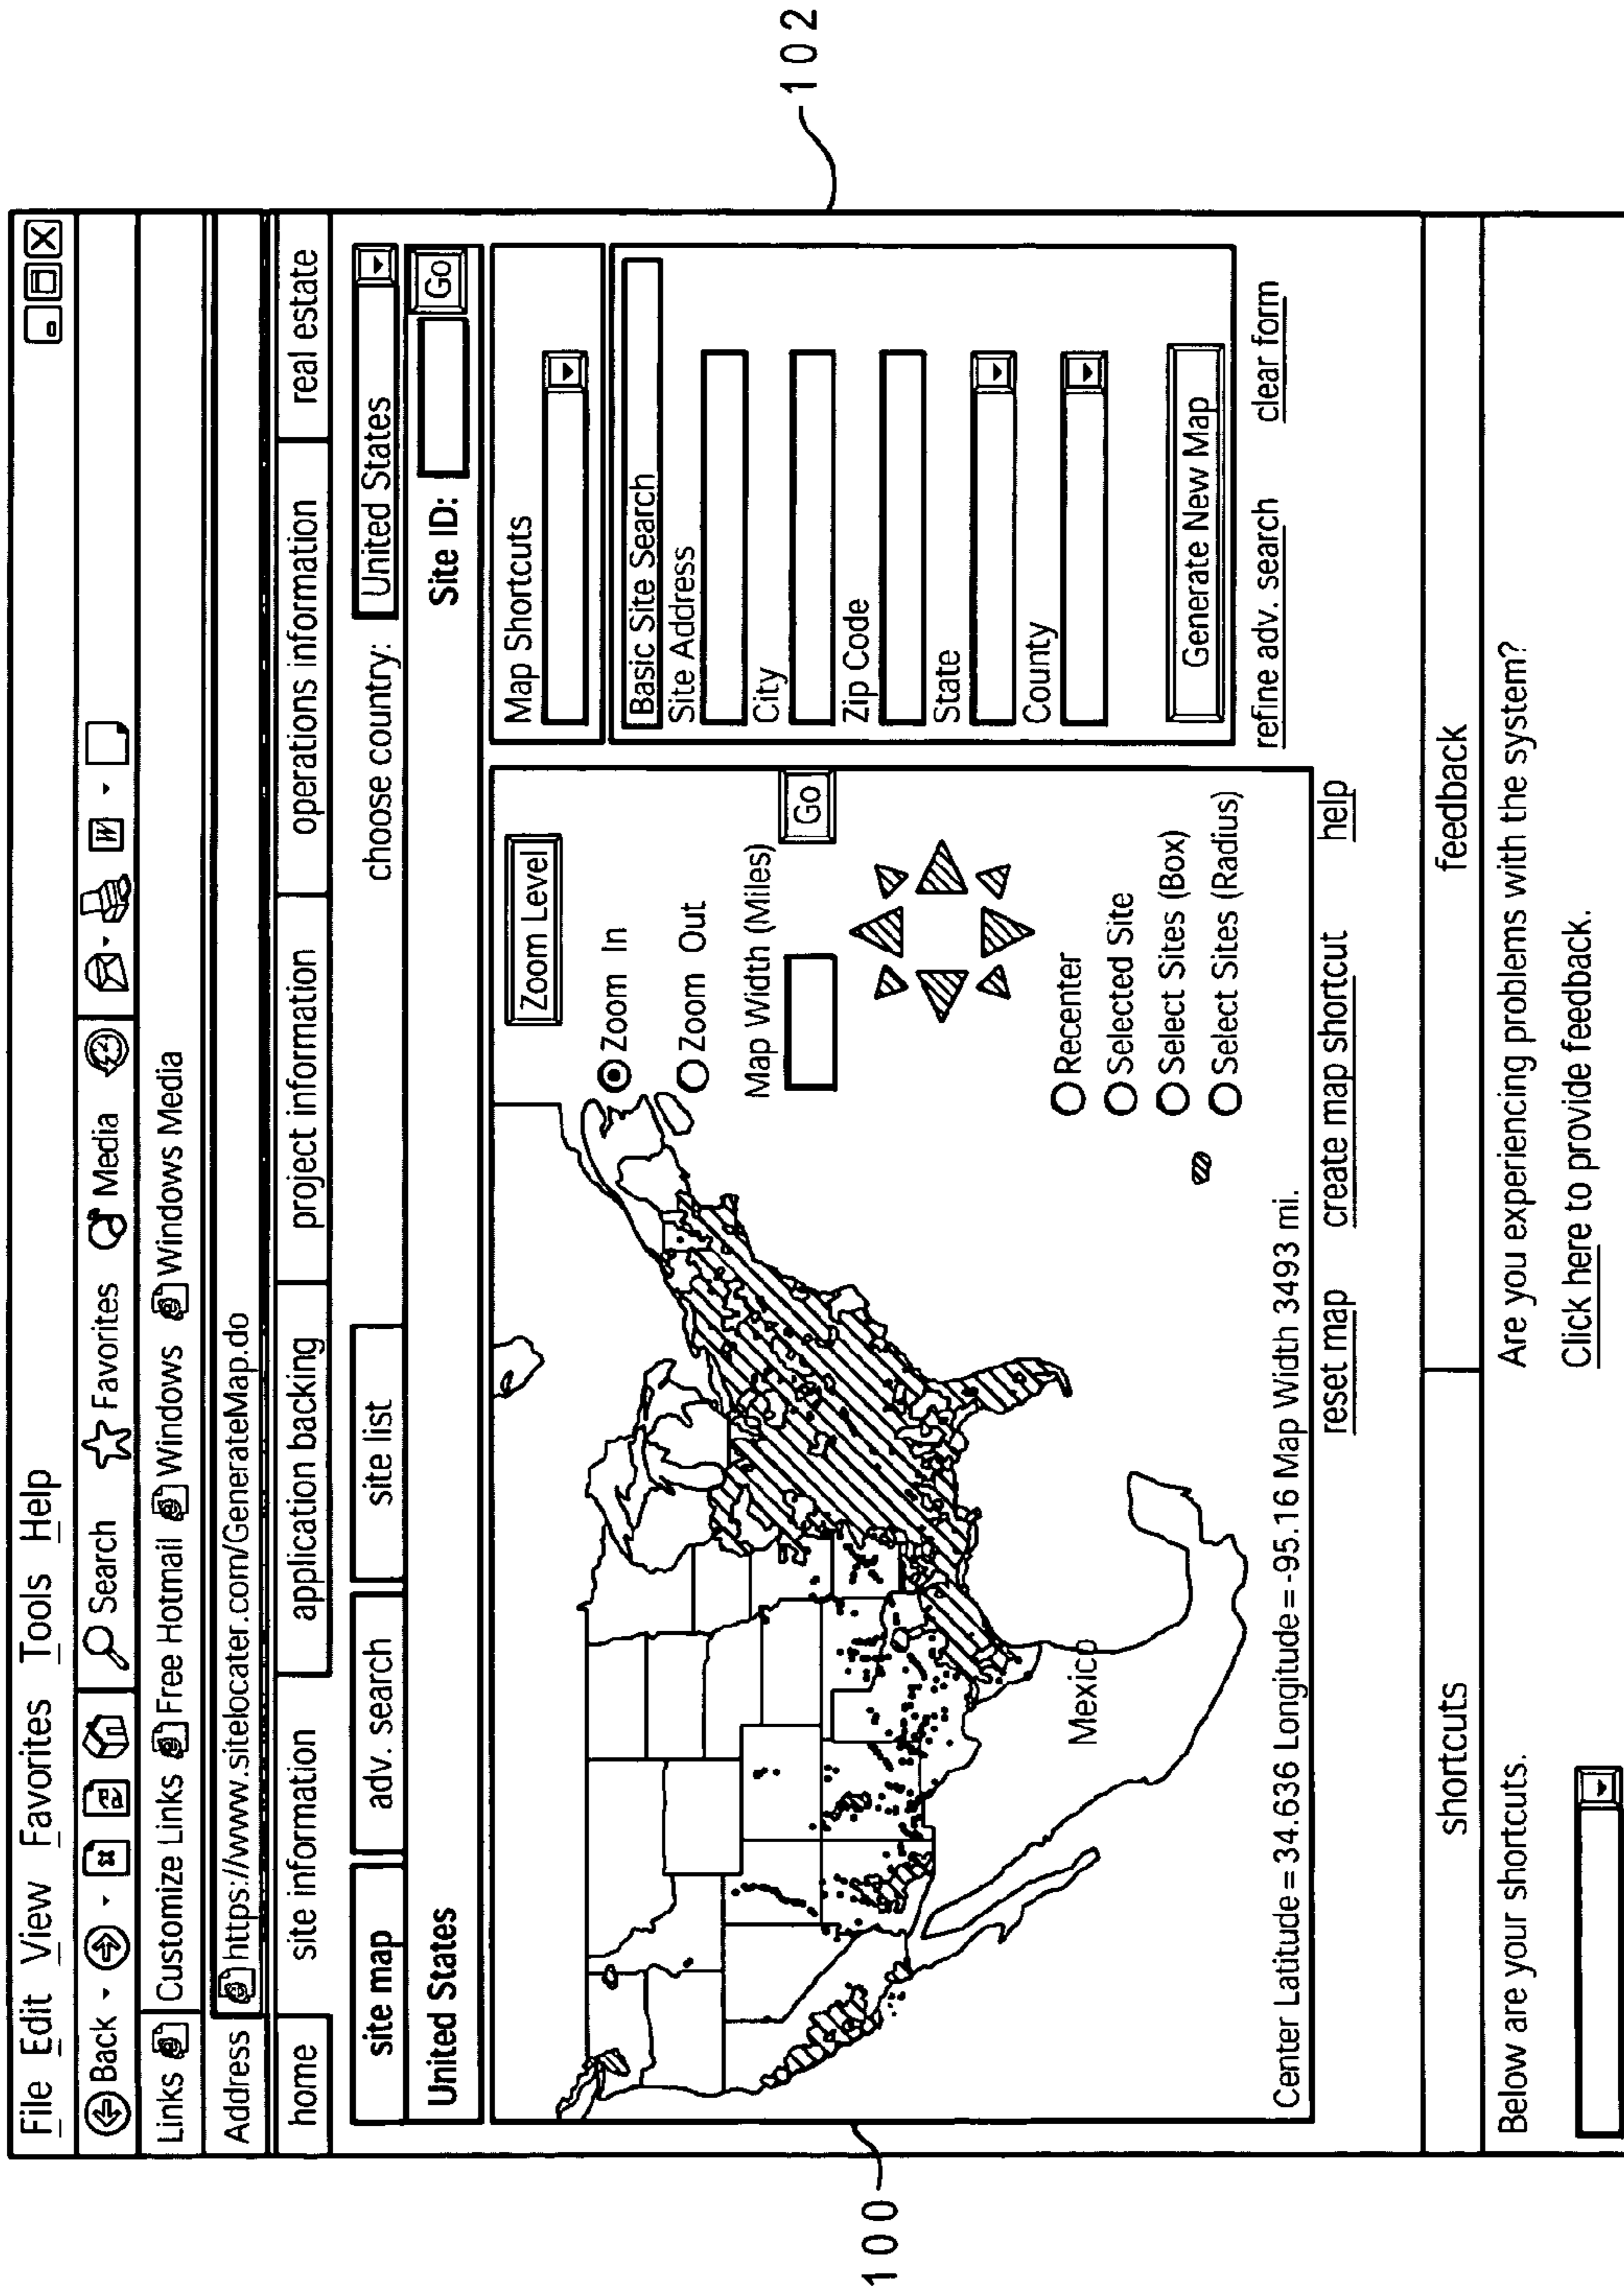 File Edit View Favorites Tools Help
Back Search Favorites Media W
Links Customize Links Free Hotmail Windows Windows Media
Address https://www.sitelocater.com/GenerateMap.do
home site information application backing project information operations information real estate
site map adv. search site list choose country: United States
United States Site ID: Go
Zoom Level
Zoom In
Zoom Out
Map Width (Miles)
Go
Recenter
Selected Site
Select Sites (Box)
Select Sites (Radius)
Mexico
Center Latitude = 34.636 Longitude = -95.16 Map Width 3493 mi.
reset map create map shortcut help
Map Shortcuts
Basic Site Search
Site Address
City
Zip Code
State
County
Generate New Map
refine adv. search clear form
shortcuts feedback
Below are your shortcuts. Are you experiencing problems with the system?
Click here to provide feedback.
100
102